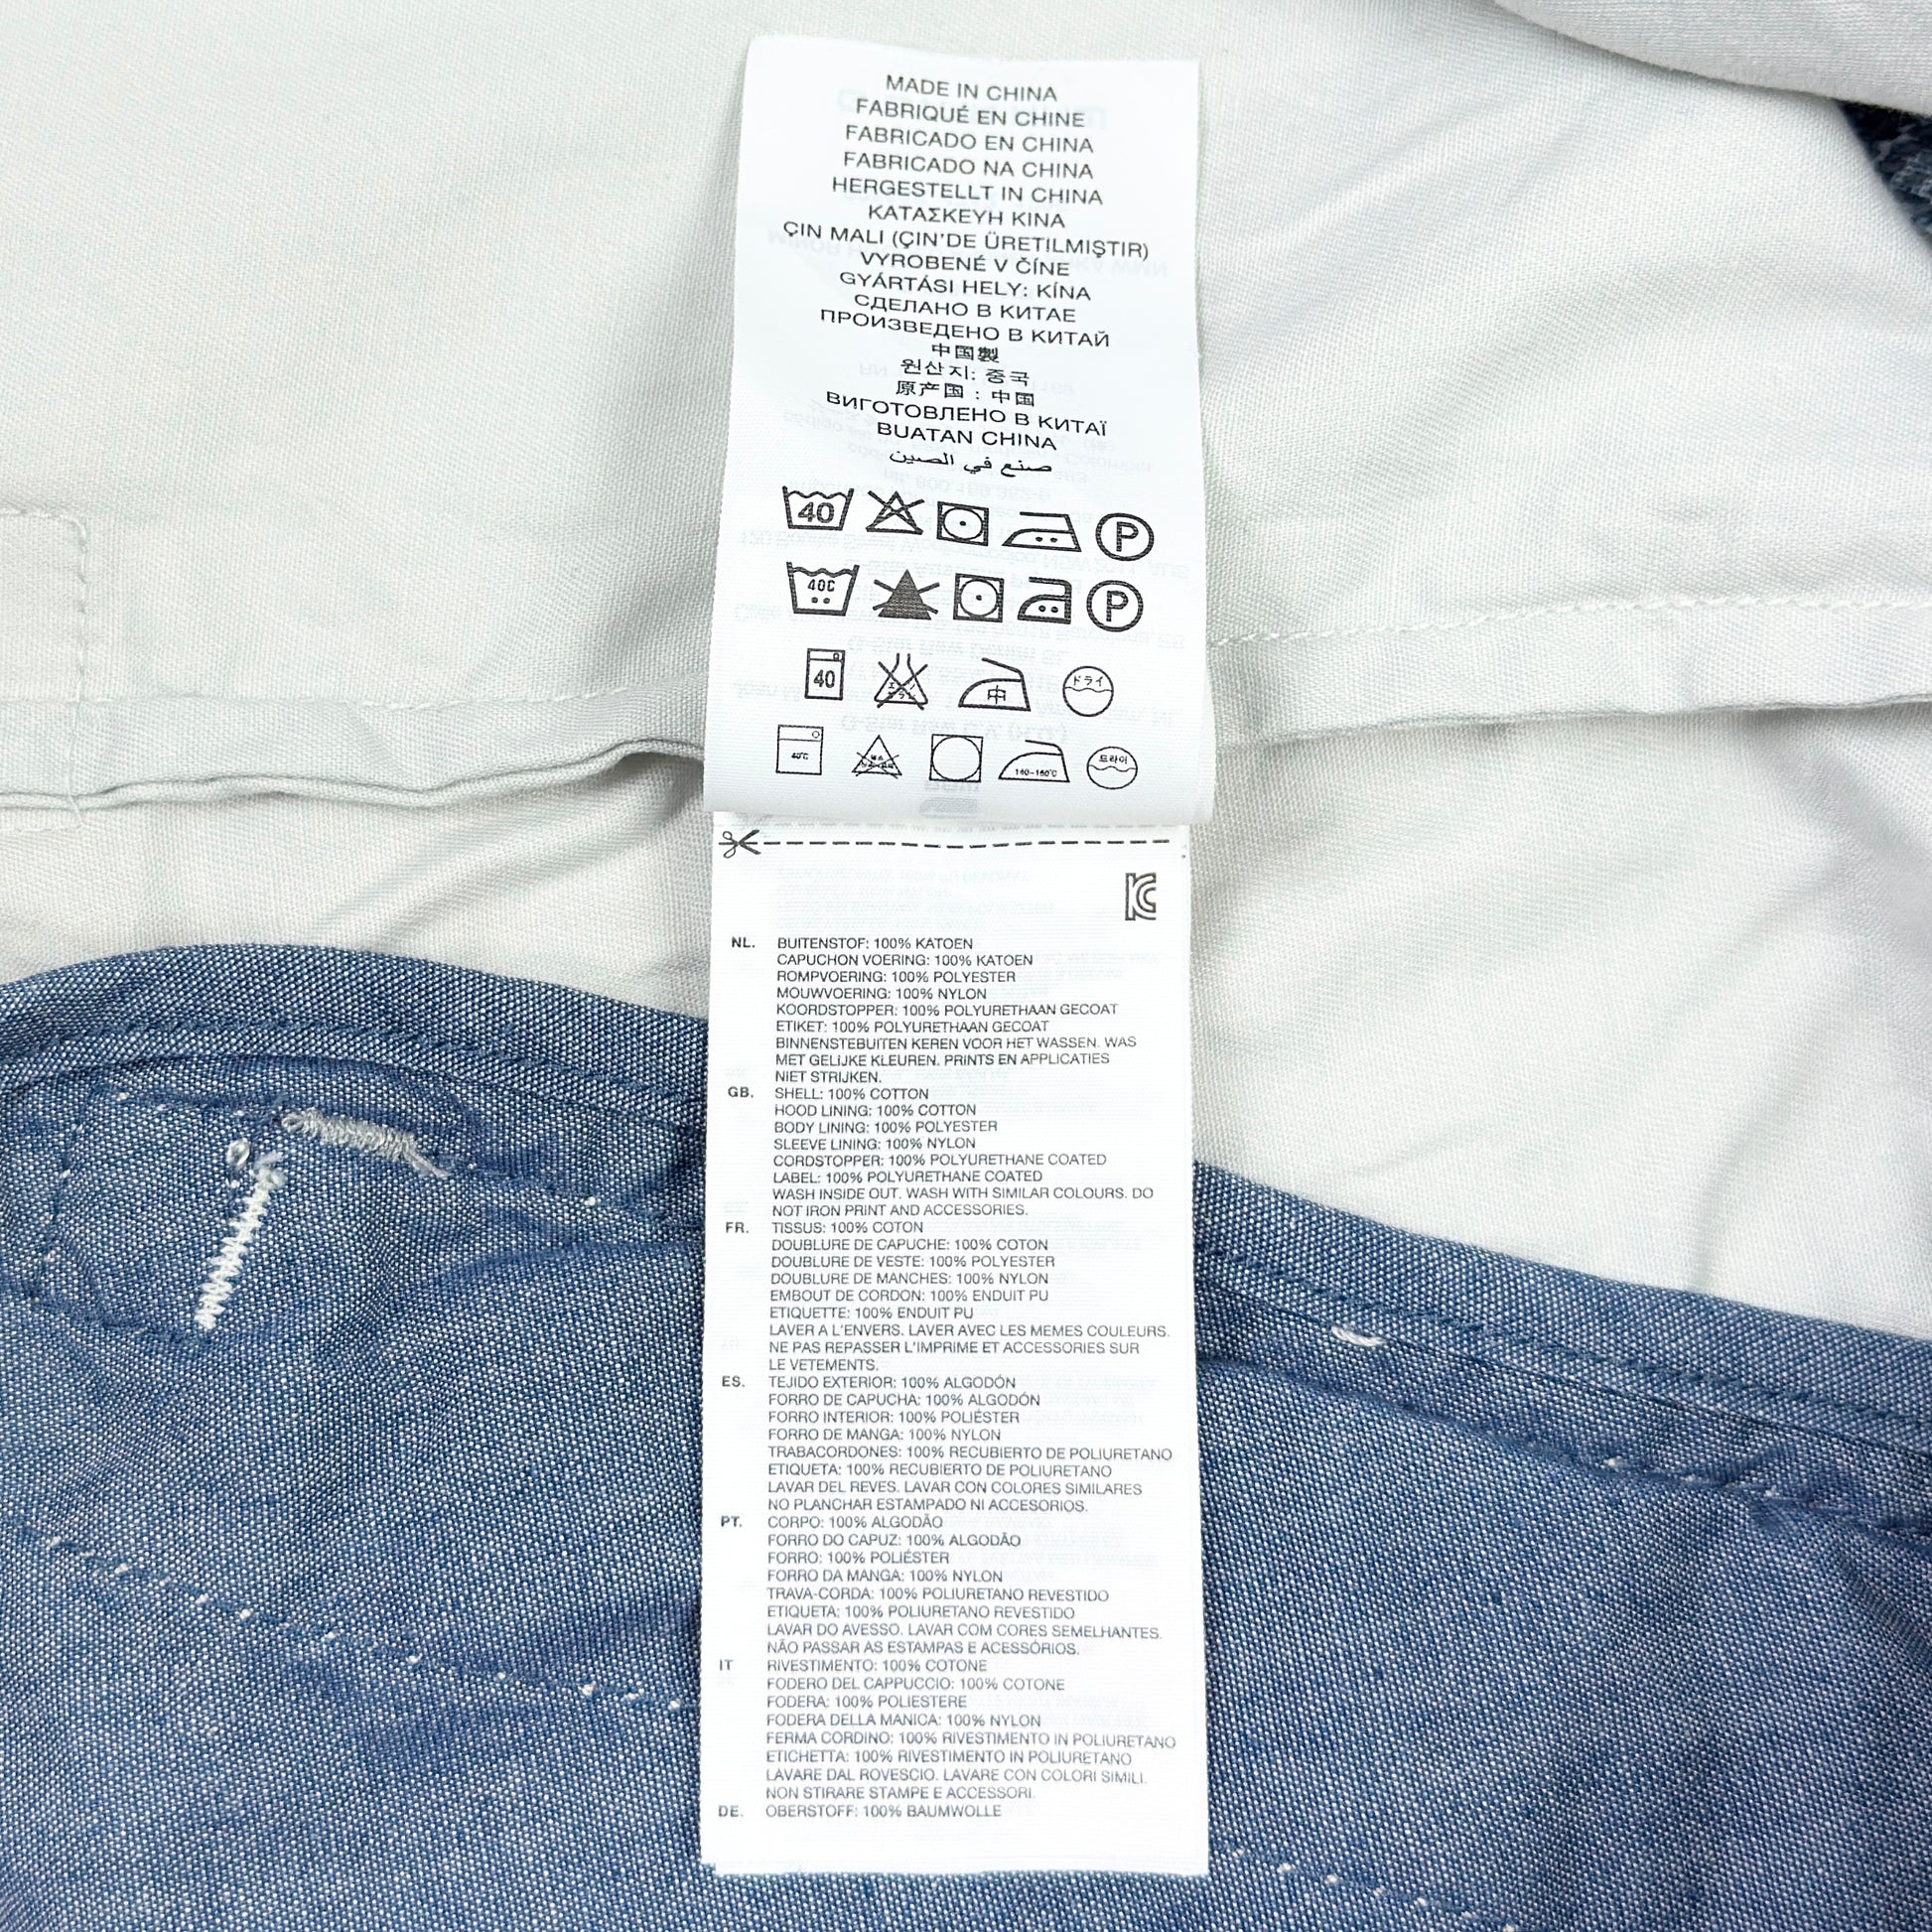 MADE IN CHINA
FABRIQUÉ EN CHINE
FABRICADO EN CHINA
FABRICADO NA CHINA
HERGESTELLT IN CHINA
ΚΑΤΑΣΚΕΥΗ ΚΙΝΑ
ÇIN MALI (ÇIN'DE ÜRETILMIŞTIR)
VYROBENÉ V ČÍNE
GYÁRTÁSI HELY: KÍNA
СДЕЛАНО В КИТАЕ
ПРОИЗВЕДЕНО В КИТАЙ
中国製
원산지: 중국
原产国 : 中国
ВИГОТОВЛЕНО В КИТАЇ
BUATAN CHINA
صنع في الصين
40 P
40C P
40 中 ドライ
40°C 140~160°C 드라이
NL. BUITENSTOF: 100% KATOEN
CAPUCHON VOERING: 100% KATOEN
ROMPVOERING: 100% POLYESTER
MOUWVOERING: 100% NYLON
KOORDSTOPPER: 100% POLYURETHAAN GECOAT
ETIKET: 100% POLYURETHAAN GECOAT
BINNENSTEBUITEN KEREN VOOR HET WASSEN. WAS
MET GELIJKE KLEUREN. PRINTS EN APPLICATIES
NIET STRIJKEN.
GB. SHELL: 100% COTTON
HOOD LINING: 100% COTTON
BODY LINING: 100% POLYESTER
SLEEVE LINING: 100% NYLON
CORDSTOPPER: 100% POLYURETHANE COATED
LABEL: 100% POLYURETHANE COATED
WASH INSIDE OUT. WASH WITH SIMILAR COLOURS. DO
NOT IRON PRINT AND ACCESSORIES.
FR. TISSUS: 100% COTON
DOUBLURE DE CAPUCHE: 100% COTON
DOUBLURE DE VESTE: 100% POLYESTER
DOUBLURE DE MANCHES: 100% NYLON
EMBOUT DE CORDON: 100% ENDUIT PU
ETIQUETTE: 100% ENDUIT PU
LAVER A L'ENVERS. LAVER AVEC LES MEMES COULEURS.
NE PAS REPASSER L'IMPRIME ET ACCESSORIES SUR
LE VETEMENTS.
ES. TEJIDO EXTERIOR: 100% ALGODÓN
FORRO DE CAPUCHA: 100% ALGODÓN
FORRO INTERIOR: 100% POLIÉSTER
FORRO DE MANGA: 100% NYLON
TRABACORDONES: 100% RECUBIERTO DE POLIURETANO
ETIQUETA: 100% RECUBIERTO DE POLIURETANO
LAVAR DEL REVES. LAVAR CON COLORES SIMILARES
NO PLANCHAR ESTAMPADO NI ACCESORIOS.
PT. CORPO: 100% ALGODÃO
FORRO DO CAPUZ: 100% ALGODÃO
FORRO: 100% POLIÉSTER
FORRO DA MANGA: 100% NYLON
TRAVA-CORDA: 100% POLIURETANO REVESTIDO
ETIQUETA: 100% POLIURETANO REVESTIDO
LAVAR DO AVESSO. LAVAR COM CORES SEMELHANTES.
NÃO PASSAR AS ESTAMPAS E ACESSÓRIOS.
IT RIVESTIMENTO: 100% COTONE
FODERO DEL CAPPUCCIO: 100% COTONE
FODERA: 100% POLIESTERE
FODERA DELLA MANICA: 100% NYLON
FERMA CORDINO: 100% RIVESTIMENTO IN POLIURETANO
ETICHETTA: 100% RIVESTIMENTO IN POLIURETANO
LAVARE DAL ROVESCIO. LAVARE CON COLORI SIMILI.
NON STIRARE STAMPE E ACCESSORI.
DE. OBERSTOFF: 100% BAUMWOLLE